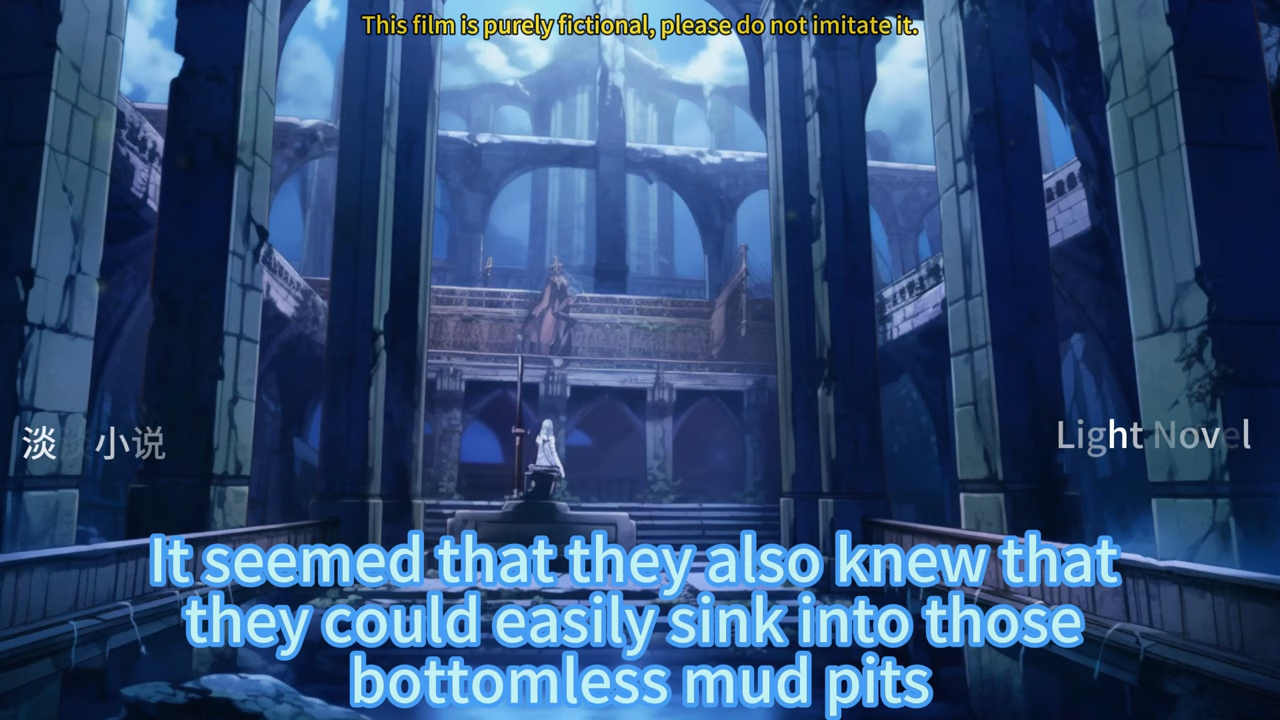 This film is purely fictional, please do not imitate it.
淡 小说
Light Novel
It seemed that they also knew that
they could easily sink into those
bottomless mud pits